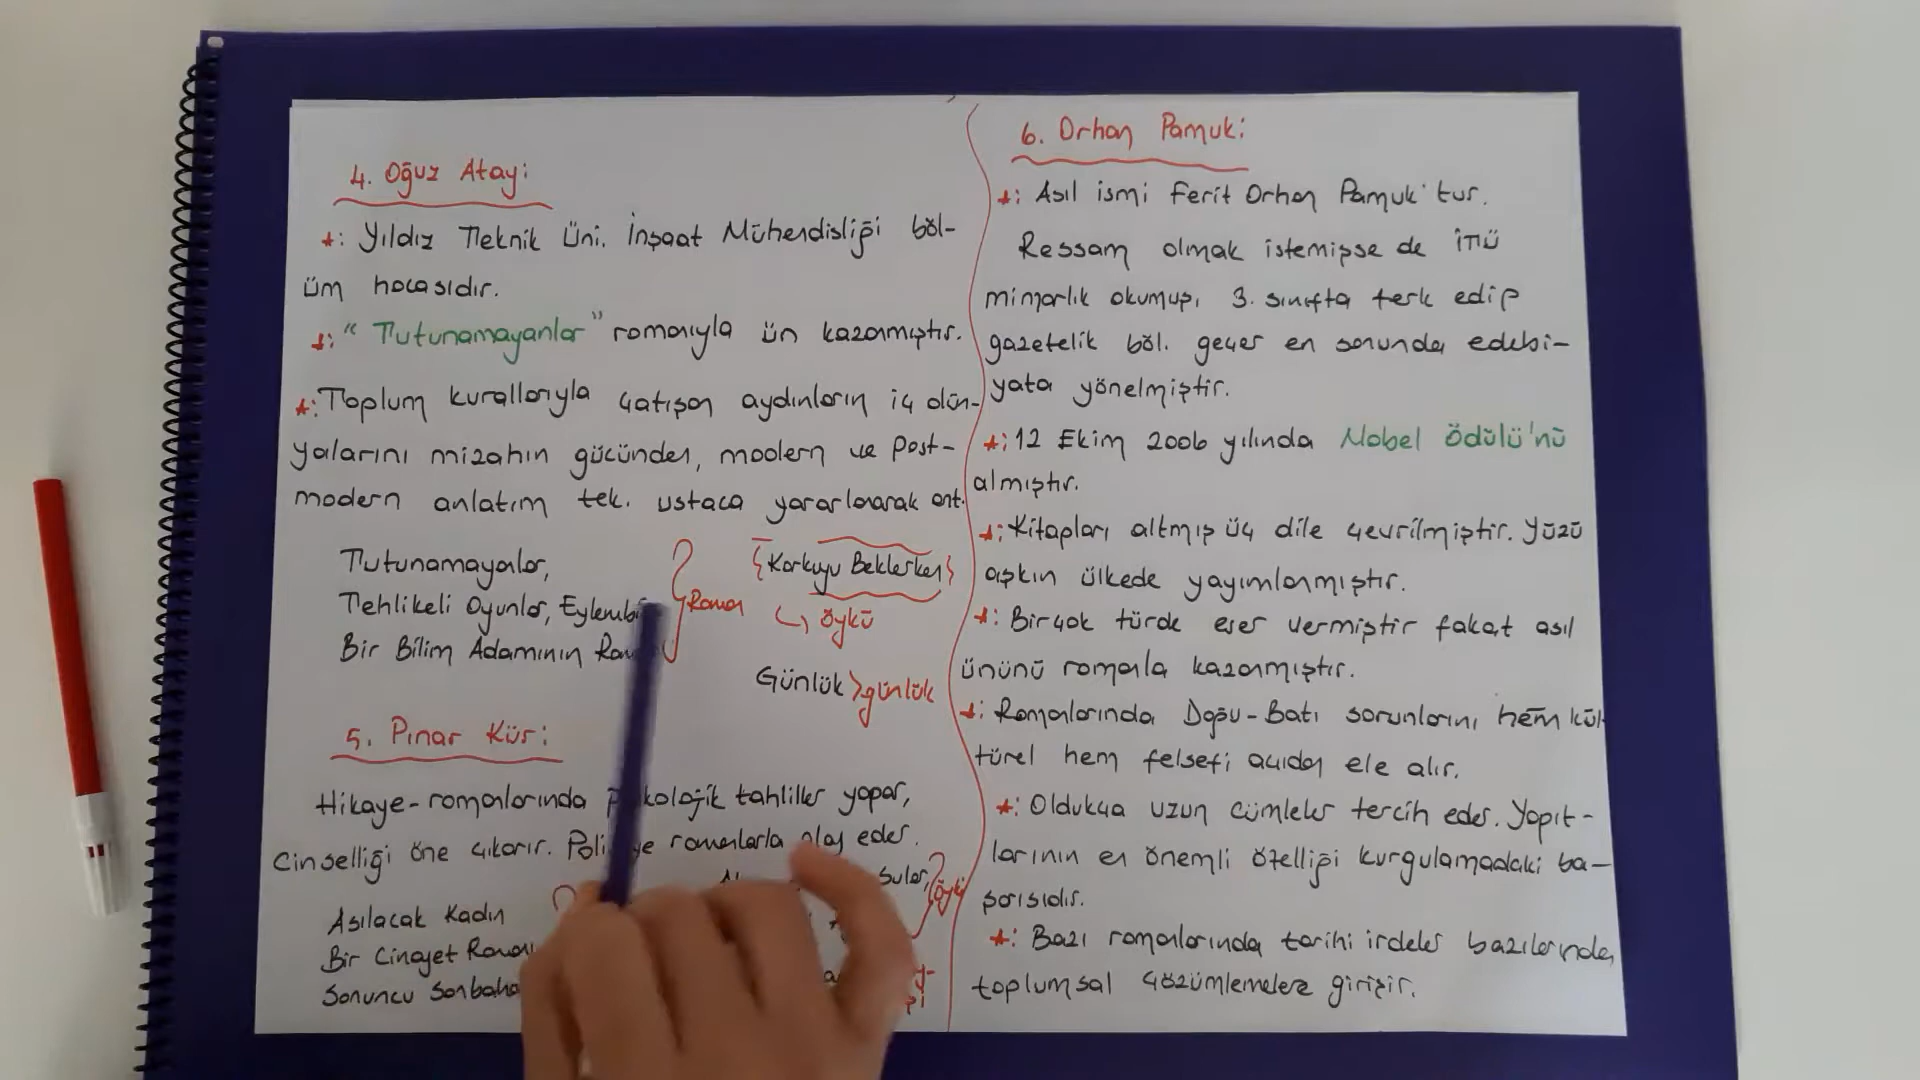 4. Oğuz Atay:
*: Yıldız Teknik Üni. İnşaat Mühendisliği böl-
üm hocasıdır.
*: "Tutunamayanlar" romanıyla ün kazanmıştır.
*: Toplum kurallarıyla çatışan aydınların iç dün-
yalarını mizahın gücünden, modern ve post-
modern anlatım tek. ustaca yararlanarak ant.
Tutunamayanlar,
Tehlikeli Oyunlar,
Bir Bilim Adamının
Roman
{Korkuyu Beklerken}
↳ öykü
Günlük > günlük
5. Pınar Kür:
Hikaye-romanlarında tahliller yapar,
Cinselliği öne çıkarır. romanlarla eder.
Asılacak Kadın
Bir Cinayet
Sonuncu
6. Orhan Pamuk:
*: Asıl ismi Ferit Orhan Pamuk'tur.
Ressam olmak istemişse de İTÜ
mimarlık okumuş, 3. sınıfta terk edip
gazetelik böl. geçer en sonunda edebi-
yata yönelmiştir.
*: 12 Ekim 2006 yılında Nobel Ödülü'nü
almıştır.
*: Kitapları altmış üç dile çevrilmiştir. Yüzü
aşkın ülkede yayımlanmıştır.
*: Birçok türde eser vermiştir fakat asıl
ününü romanla kazanmıştır.
*: Romanlarında Doğu-Batı sorunlarını hem kül-
türel hem felsefi açıdan ele alır.
*: Oldukça uzun cümleler tercih eder. Yapıt-
larının en önemli özelliği kurgulamadaki ba-
şarısıdır.
*: Bazı romanlarında tarihi irdeler bazılarında
toplumsal çözümlemelere girişir.